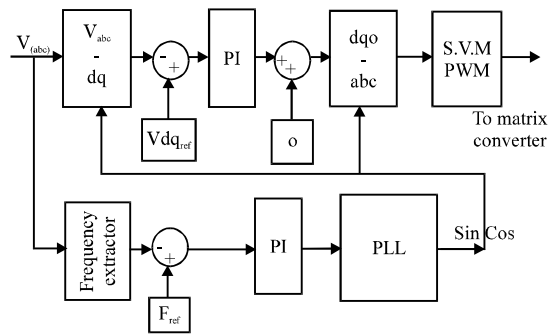 V(abc)
Vabc
-
dq
-
+
Vdqref
PI
+
+
o
dqo
-
abc
S.V.M
PWM
To matrix
converter
Frequency
extractor
-
+
Fref
PI
PLL
Sin Cos